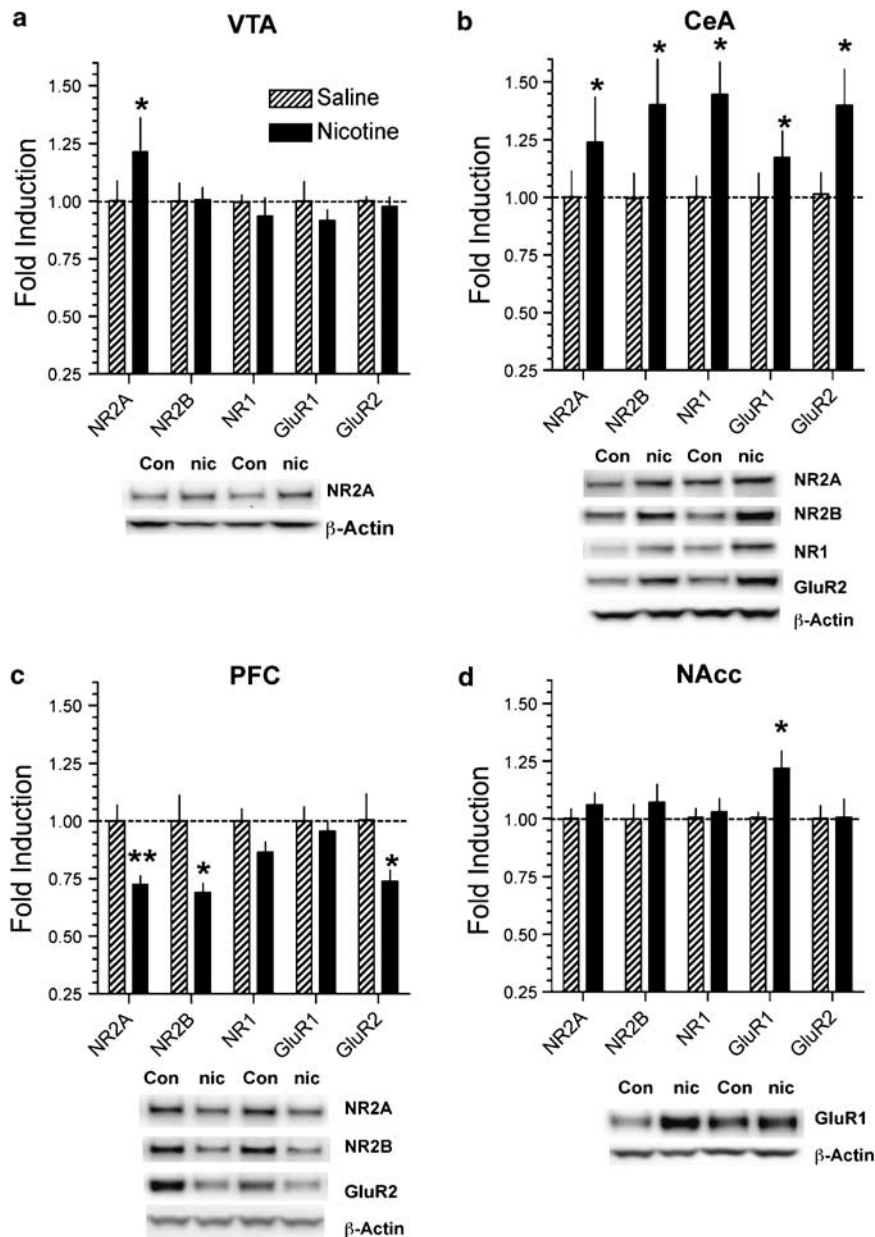 a
VTA
Fold Induction
1.50
1.25
1.00
0.75
0.50
0.25
Saline
Nicotine
*
NR2A
NR2B
NR1
GluR1
GluR2
Con nic Con nic
NR2A
β-Actin
b
CeA
Fold Induction
1.50
1.25
1.00
0.75
0.50
0.25
* * * * *
NR2A
NR2B
NR1
GluR1
GluR2
Con nic Con nic
NR2A
NR2B
NR1
GluR2
β-Actin
c
PFC
Fold Induction
1.50
1.25
1.00
0.75
0.50
0.25
** * *
NR2A
NR2B
NR1
GluR1
GluR2
Con nic Con nic
NR2A
NR2B
GluR2
β-Actin
d
NAcc
Fold Induction
1.50
1.25
1.00
0.75
0.50
0.25
*
NR2A
NR2B
NR1
GluR1
GluR2
Con nic Con nic
GluR1
β-Actin